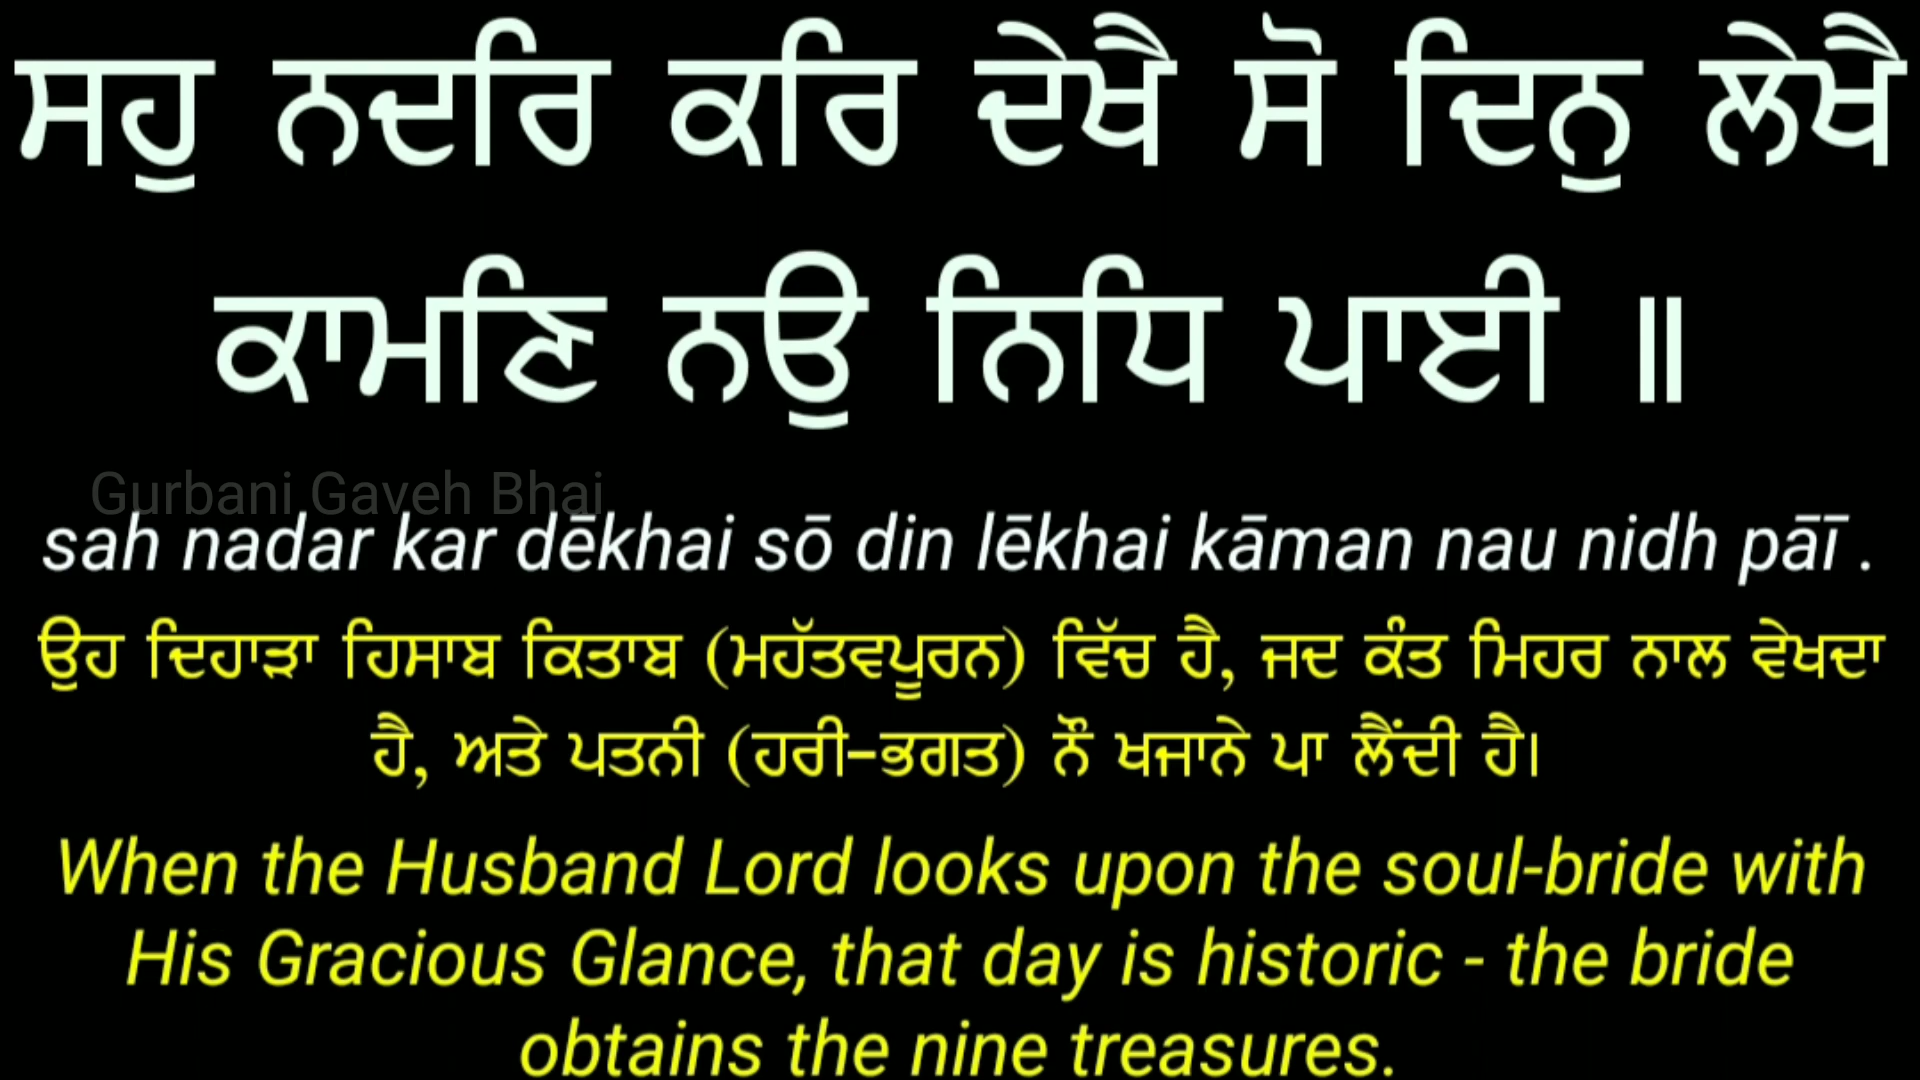 ਸਹੁ ਨਦਰਿ ਕਰਿ ਦੇਖੈ ਸੋ ਦਿਨੁ ਲੇਖੈ
ਕਾਮਣਿ ਨਉ ਨਿਧਿ ਪਾਈ ॥
Gurbani Gaveh Bhai
sah nadar kar dēkhai sō din lēkhai kāman nau nidh pāī .
ਉਹ ਦਿਹਾੜਾ ਹਿਸਾਬ ਕਿਤਾਬ (ਮਹੱਤਵਪੂਰਨ) ਵਿੱਚ ਹੈ, ਜਦ ਕੰਤ ਮਿਹਰ ਨਾਲ ਵੇਖਦਾ
ਹੈ, ਅਤੇ ਪਤਨੀ (ਹਰੀ-ਭਗਤ) ਨੌਂ ਖਜਾਨੇ ਪਾ ਲੈਂਦੀ ਹੈ।
When the Husband Lord looks upon the soul-bride with
His Gracious Glance, that day is historic - the bride
obtains the nine treasures.